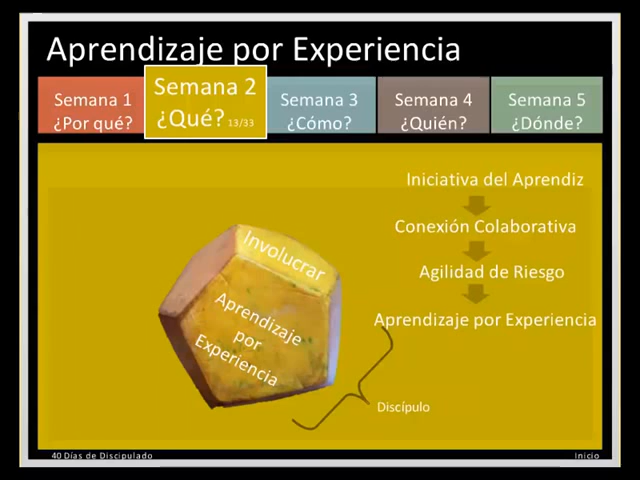 Aprendizaje por Experiencia
Semana 1
¿Por qué?
Semana 2
¿Qué? 13/33
Semana 3
¿Cómo?
Semana 4
¿Quién?
Semana 5
¿Dónde?
Iniciativa del Aprendiz
Conexión Colaborativa
Agilidad de Riesgo
Aprendizaje por Experiencia
Involucrar
Aprendizaje
por
Experiencia
Discípulo
40 Días de Discipulado
Inicio